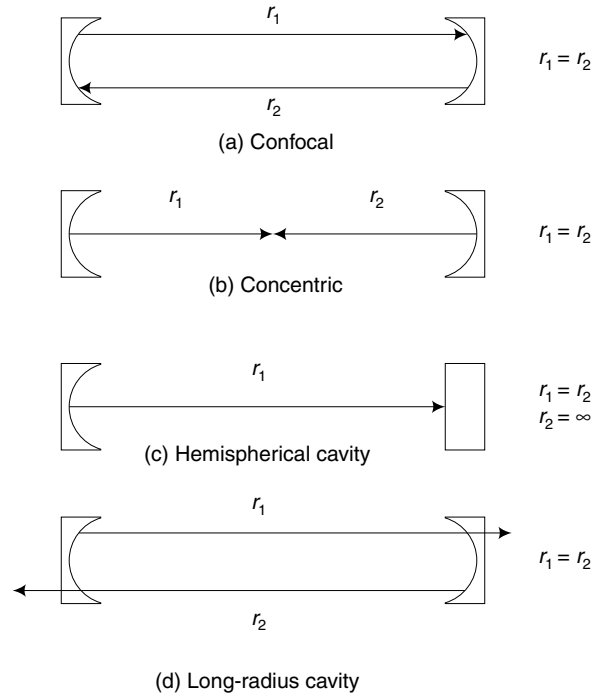 r1
r1 = r2
r2
(a) Confocal
r1 r2
r1 = r2
(b) Concentric
r1
r1 = r2
r2 = ∞
(c) Hemispherical cavity
r1
r1 = r2
r2
(d) Long-radius cavity